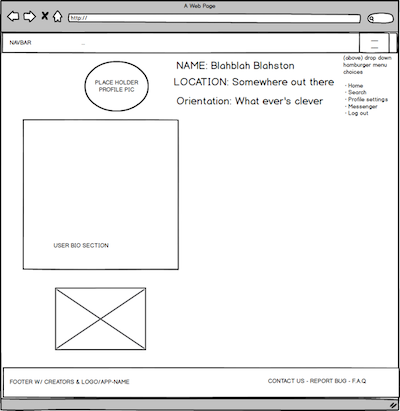 A Web Page
http://
NAVBAR
(above) drop down
hamburger menu
choices
- Home
- Search
- Profile settings
- Messenger
- Log out
PLACE HOLDER
PROFILE PIC
NAME: Blahblah Blahston
LOCATION: Somewhere out there
Orientation: What ever's clever
USER BIO SECTION
FOOTER W/ CREATORS & LOGO/APP-NAME
CONTACT US - REPORT BUG - F.A.Q